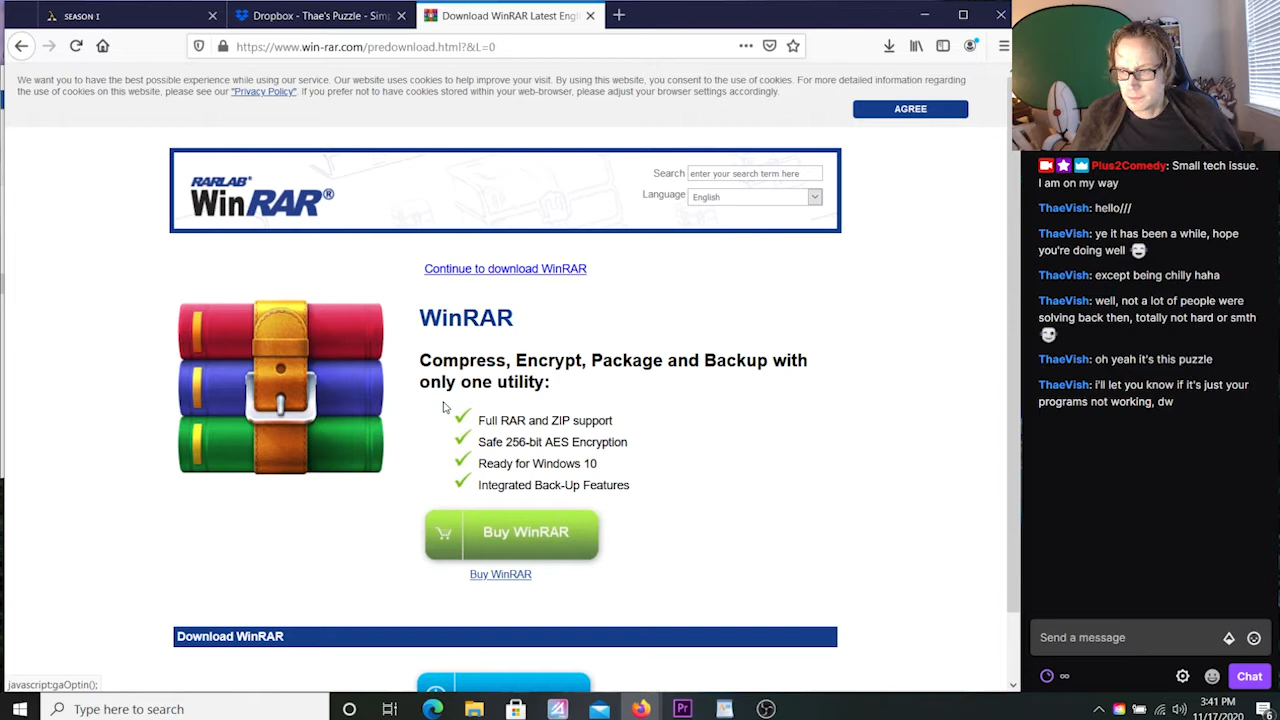 SEASON I
Dropbox - Thae's Puzzle - Simp
Download WinRAR Latest Engl
https://www.win-rar.com/predownload.html?&L=0
We want you to have the best possible experience while using our service. Our website uses cookies to help improve your visit. By using this website, you consent to the use of cookies. For more detailed information regarding
the use of cookies on this website, please see our "Privacy Policy". If you prefer not to have cookies stored within your web-browser, please adjust your browser settings accordingly.
AGREE
RARLAB®
WinRAR®
Search enter your search term here
Language English
Continue to download WinRAR
WinRAR
Compress, Encrypt, Package and Backup with
only one utility:
Full RAR and ZIP support
Safe 256-bit AES Encryption
Ready for Windows 10
Integrated Back-Up Features
Buy WinRAR
Buy WinRAR
Download WinRAR
javascript:gaOptin();
Type here to search
Pr
3:41 PM
11/17/2020
Plus2Comedy: Small tech issue.
I am on my way
ThaeVish: hello///
ThaeVish: ye it has been a while, hope
you're doing well
ThaeVish: except being chilly haha
ThaeVish: well, not a lot of people were
solving back then, totally not hard or smth
ThaeVish: oh yeah it's this puzzle
ThaeVish: i'll let you know if it's just your
programs not working, dw
Send a message
∞
Chat